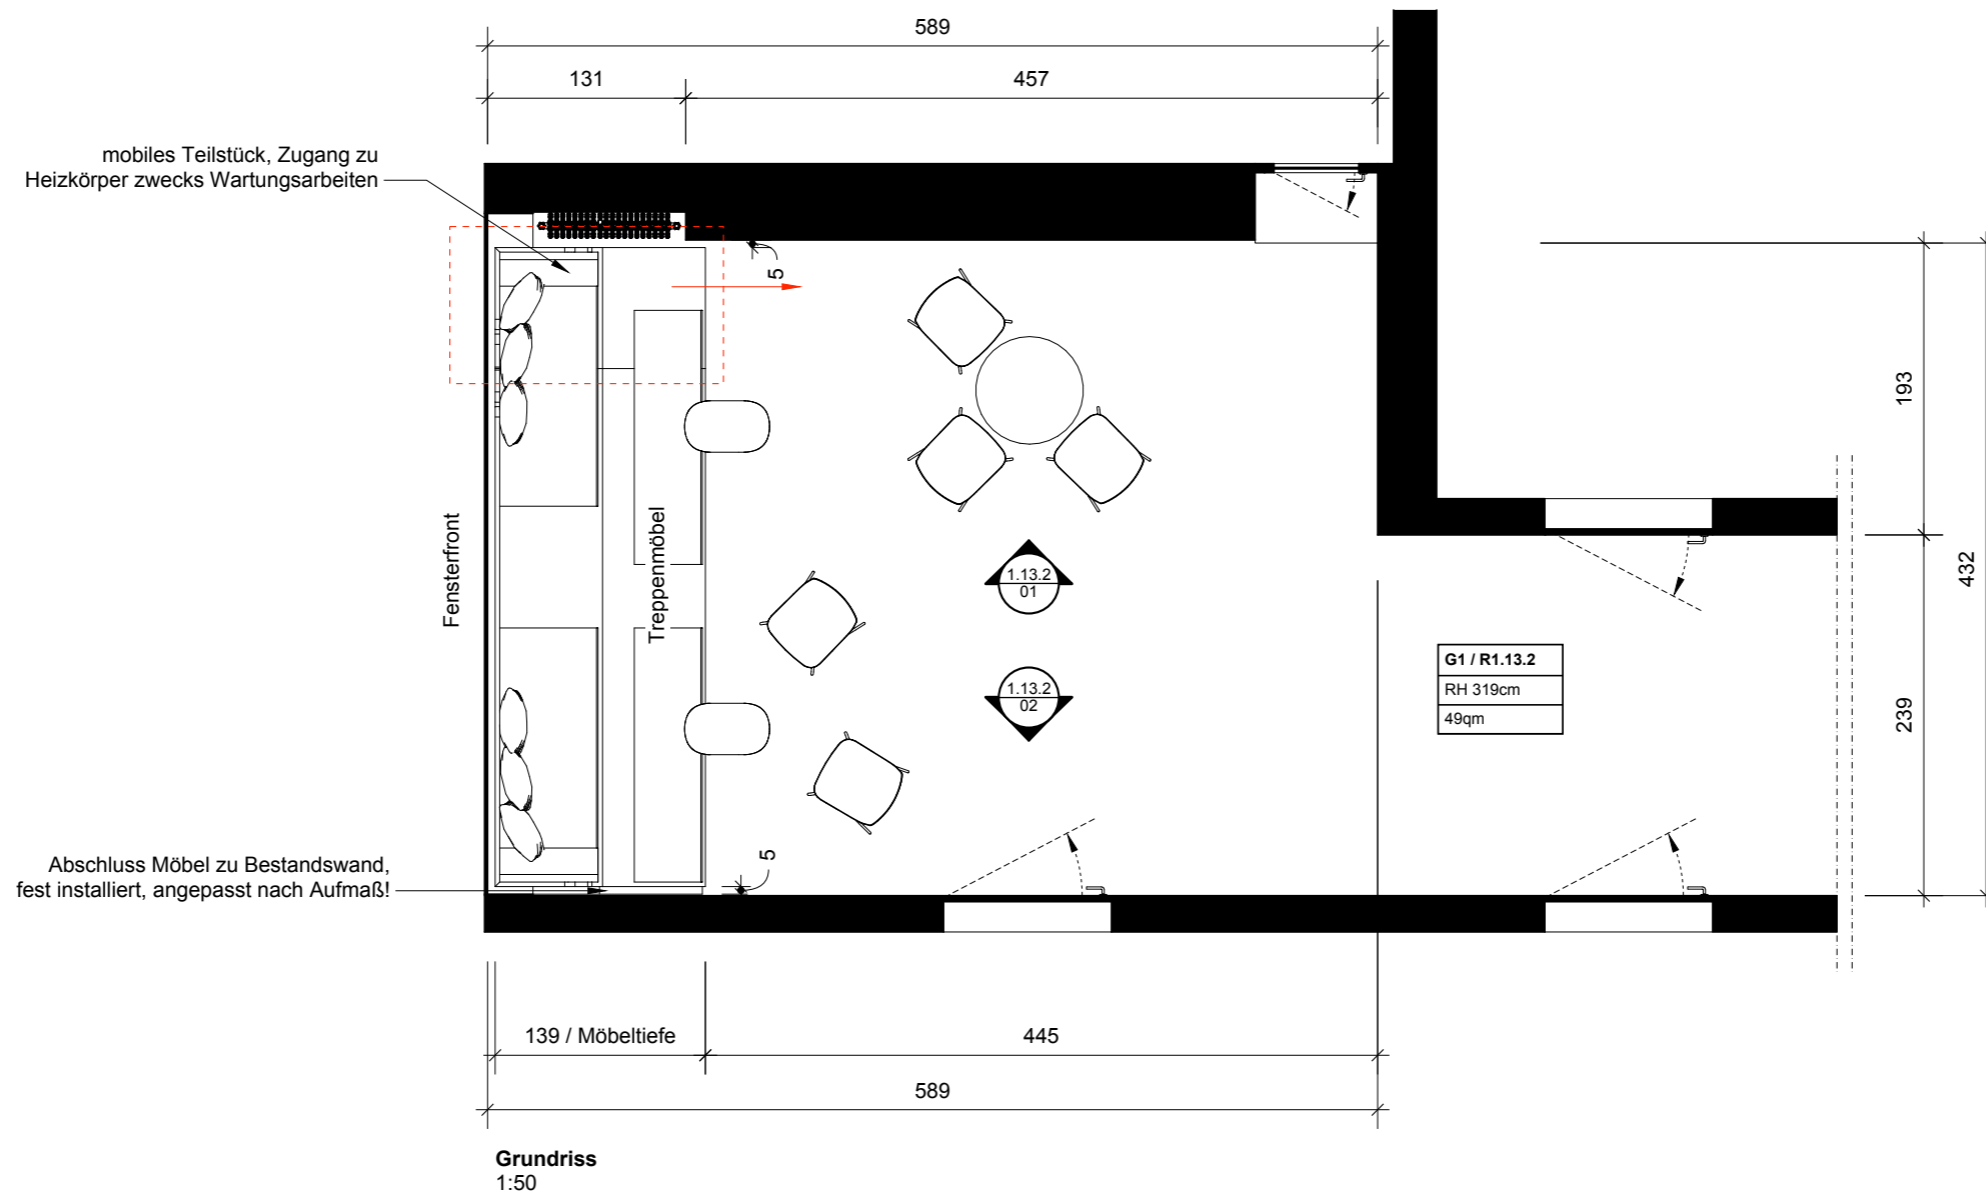 589
131
457
mobiles Teilstück, Zugang zu
Heizkörper zwecks Wartungsarbeiten
5
193
432
239
Fensterfront
Treppenmöbel
1.13.2
01
1.13.2
02
G1 / R1.13.2
RH 319cm
49qm
5
Abschluss Möbel zu Bestandswand,
fest installiert, angepasst nach Aufmaß!
139 / Möbeltiefe
445
589
Grundriss
1:50